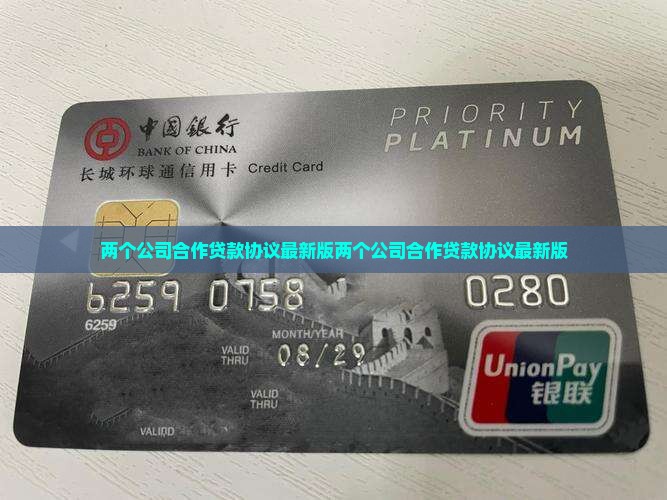 中国银行
BANK OF CHINA
长城环球通信用卡 Credit Card
PRIORITY
PLATINUM
两个公司合作贷款协议最新版两个公司合作贷款协议最新版
6259 0758 0280
6259
MONTH/YEAR
VALID
THRU
08/29
VALID
THRU
VALID
UnionPay
银联